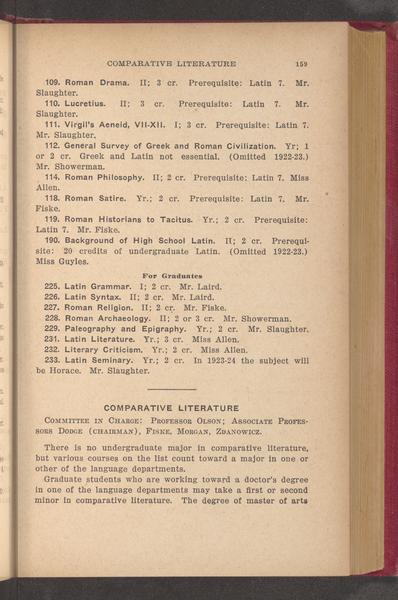 COMPARATIVE LITERATURE 159
109. Roman Drama. II; 3 cr. Prerequisite: Latin 7. Mr.
Slaughter.
110. Lucretius. II; 3 cr. Prerequisite: Latin 7. Mr.
Slaughter.
111. Virgil's Aeneid, VII-XII. I; 3 cr. Prerequisite: Latin 7.
Mr. Slaughter.
112. General Survey of Greek and Roman Civilization. Yr; 1
or 2 cr. Greek and Latin not essential. (Omitted 1922-23.)
Mr. Showerman.
114. Roman Philosophy. II; 2 cr. Prerequisite: Latin 7. Miss
Allen.
118. Roman Satire. Yr.; 2 cr. Prerequisite: Latin 7. Mr.
Fiske.
119. Roman Historians to Tacitus. Yr.; 2 cr. Prerequisite:
Latin 7. Mr. Fiske.
190. Background of High School Latin. II; 2 cr. Prerequi-
site: 20 credits of undergraduate Latin. (Omitted 1922-23.)
Miss Guyles.
For Graduates
225. Latin Grammar. I; 2 cr. Mr. Laird.
226. Latin Syntax. II; 2 cr. Mr. Laird.
227. Roman Religion. II; 2 cr. Mr. Fiske.
228. Roman Archaeology. II; 2 or 3 cr. Mr. Showerman.
229. Paleography and Epigraphy. Yr.; 2 cr. Mr. Slaughter.
231. Latin Literature. Yr.; 3 cr. Miss Allen.
232. Literary Criticism. Yr.; 2 cr. Miss Allen.
233. Latin Seminary. Yr.; 2 cr. In 1923-24 the subject will
be Horace. Mr. Slaughter.
COMPARATIVE LITERATURE
COMMITTEE IN CHARGE: PROFESSOR OLSON; ASSOCIATE PROFES-
SORS DODGE (CHAIRMAN), FISKE, MORGAN, ZDANOWICZ.
There is no undergraduate major in comparative literature,
but various courses on the list count toward a major in one or
other of the language departments.
Graduate students who are working toward a doctor's degree
in one of the language departments may take a first or second
minor in comparative literature. The degree of master of arts